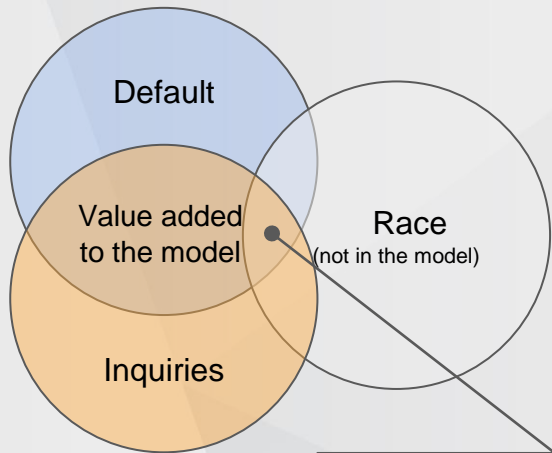 Default
Value added
to the model
Race
(not in the model)
Inquiries